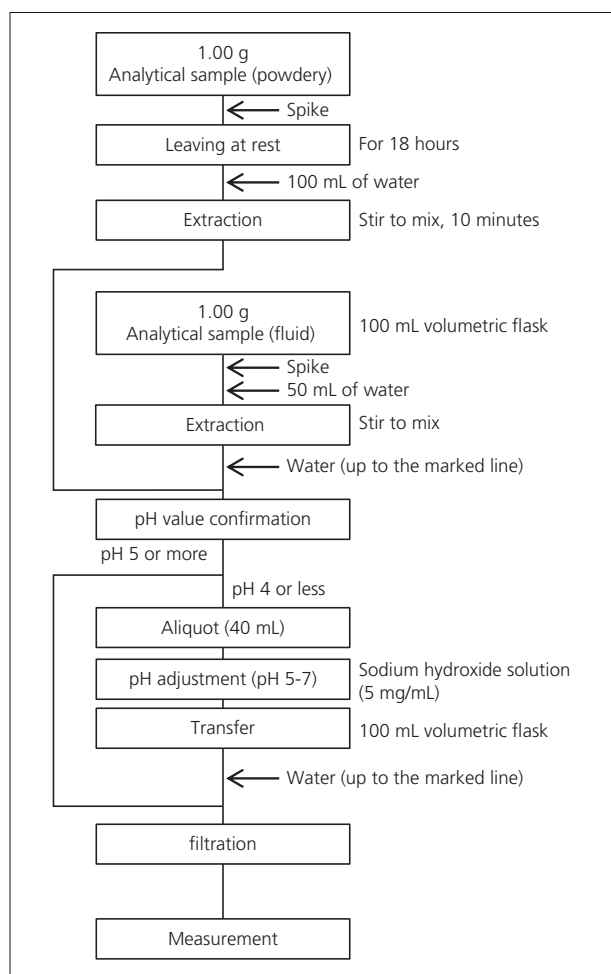 1.00 g
Analytical sample (powdery)
Spike
Leaving at rest
For 18 hours
100 mL of water
Extraction
Stir to mix, 10 minutes
1.00 g
Analytical sample (fluid)
100 mL volumetric flask
Spike
50 mL of water
Extraction
Stir to mix
Water (up to the marked line)
pH value confirmation
pH 5 or more
pH 4 or less
Aliquot (40 mL)
pH adjustment (pH 5-7)
Sodium hydroxide solution
(5 mg/mL)
Transfer
100 mL volumetric flask
Water (up to the marked line)
filtration
Measurement